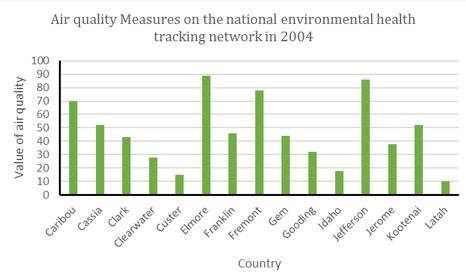 Air quality Measures on the national environmental health
tracking network in 2004
Value of air quality
100
90
80
70
60
50
40
30
20
10
0
Caribou
Cassia
Clark
Clearwater
Custer
Elmore
Franklin
Fremont
Gem
Gooding
Idaho
Jefferson
Jerome
Kootenai
Latah
Country